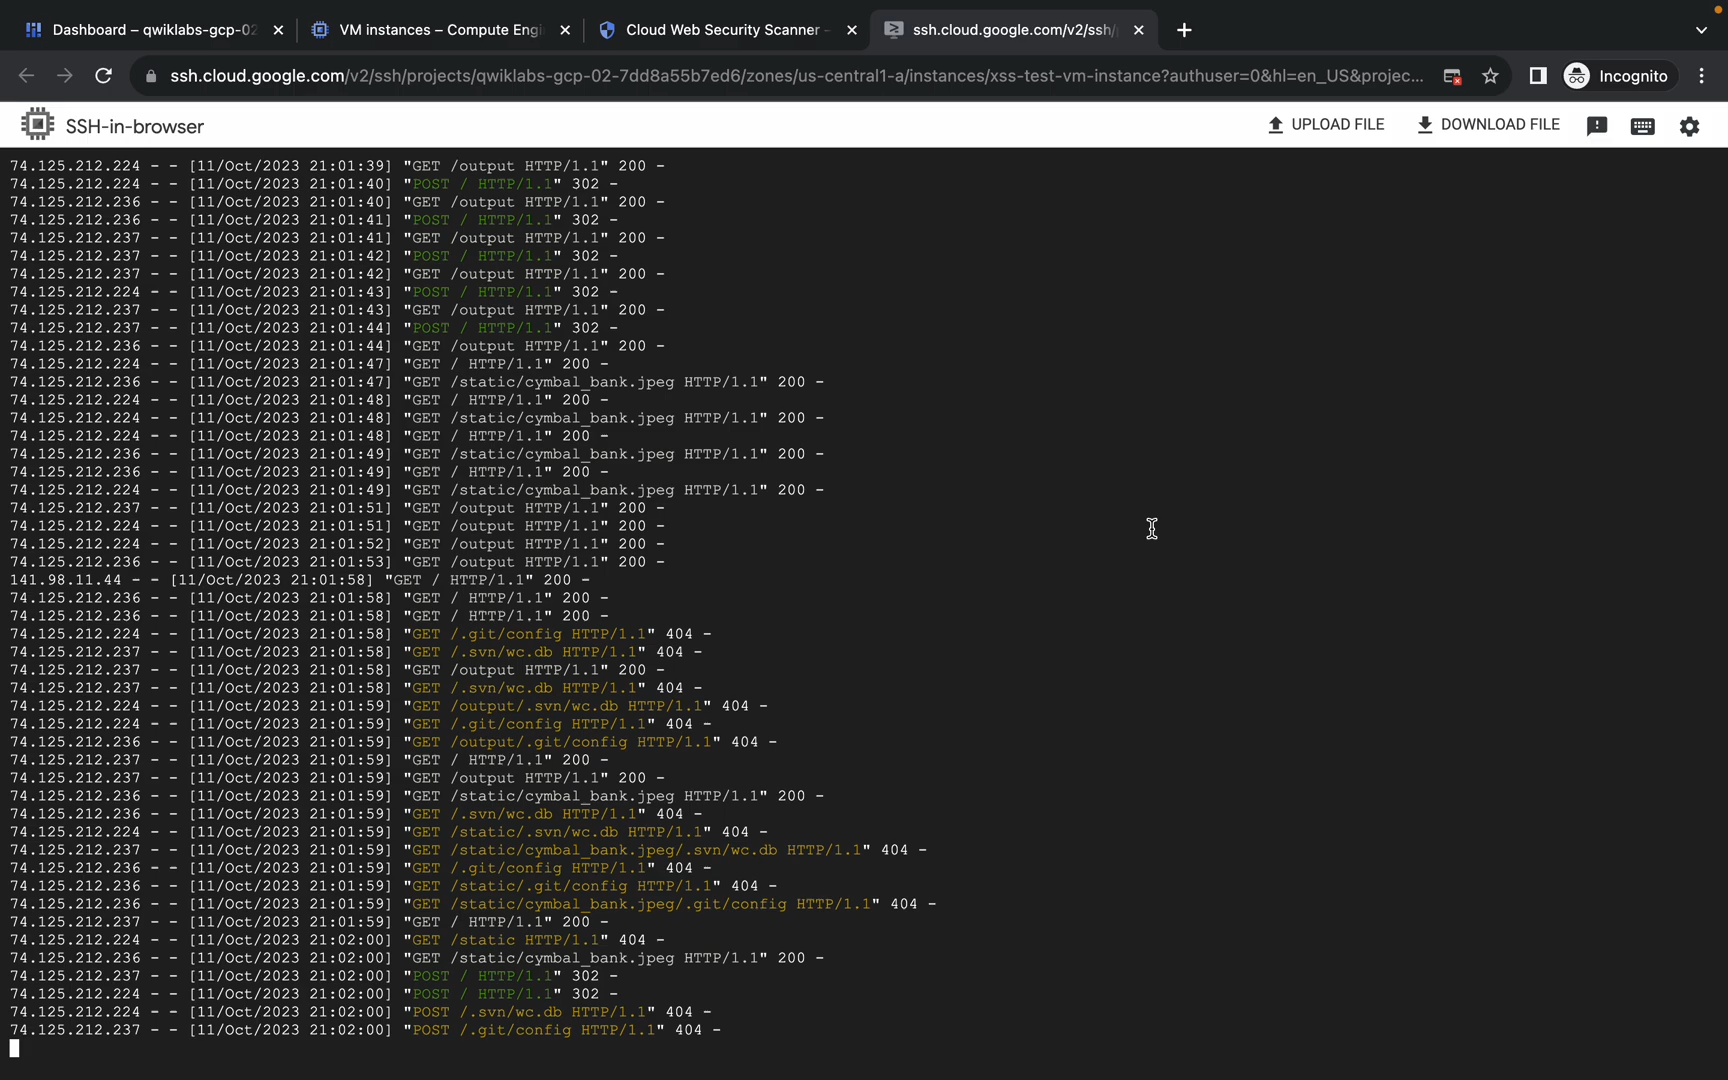 Dashboard – qwiklabs-gcp-02
VM instances – Compute Engi
Cloud Web Security Scanner -
ssh.cloud.google.com/v2/ssh/
ssh.cloud.google.com/v2/ssh/projects/qwiklabs-gcp-02-7dd8a55b7ed6/zones/us-central1-a/instances/xss-test-vm-instance?authuser=0&hl=en_US&projec...
Incognito
SSH-in-browser
UPLOAD FILE
DOWNLOAD FILE
74.125.212.224 - - [11/Oct/2023 21:01:39] "GET /output HTTP/1.1" 200 -
74.125.212.224 - - [11/Oct/2023 21:01:40] "POST / HTTP/1.1" 302 -
74.125.212.236 - - [11/Oct/2023 21:01:40] "GET /output HTTP/1.1" 200 -
74.125.212.236 - - [11/Oct/2023 21:01:41] "POST / HTTP/1.1" 302 -
74.125.212.237 - - [11/Oct/2023 21:01:41] "GET /output HTTP/1.1" 200 -
74.125.212.237 - - [11/Oct/2023 21:01:42] "POST / HTTP/1.1" 302 -
74.125.212.237 - - [11/Oct/2023 21:01:42] "GET /output HTTP/1.1" 200 -
74.125.212.224 - - [11/Oct/2023 21:01:43] "POST / HTTP/1.1" 302 -
74.125.212.237 - - [11/Oct/2023 21:01:43] "GET /output HTTP/1.1" 200 -
74.125.212.237 - - [11/Oct/2023 21:01:44] "POST / HTTP/1.1" 302 -
74.125.212.236 - - [11/Oct/2023 21:01:44] "GET /output HTTP/1.1" 200 -
74.125.212.224 - - [11/Oct/2023 21:01:47] "GET / HTTP/1.1" 200 -
74.125.212.236 - - [11/Oct/2023 21:01:47] "GET /static/cymbal_bank.jpeg HTTP/1.1" 200 -
74.125.212.224 - - [11/Oct/2023 21:01:48] "GET / HTTP/1.1" 200 -
74.125.212.224 - - [11/Oct/2023 21:01:48] "GET /static/cymbal_bank.jpeg HTTP/1.1" 200 -
74.125.212.224 - - [11/Oct/2023 21:01:48] "GET / HTTP/1.1" 200 -
74.125.212.236 - - [11/Oct/2023 21:01:49] "GET /static/cymbal_bank.jpeg HTTP/1.1" 200 -
74.125.212.236 - - [11/Oct/2023 21:01:49] "GET / HTTP/1.1" 200 -
74.125.212.224 - - [11/Oct/2023 21:01:49] "GET /static/cymbal_bank.jpeg HTTP/1.1" 200 -
74.125.212.237 - - [11/Oct/2023 21:01:51] "GET /output HTTP/1.1" 200 -
74.125.212.224 - - [11/Oct/2023 21:01:51] "GET /output HTTP/1.1" 200 -
74.125.212.224 - - [11/Oct/2023 21:01:52] "GET /output HTTP/1.1" 200 -
74.125.212.236 - - [11/Oct/2023 21:01:53] "GET /output HTTP/1.1" 200 -
141.98.11.44 - - [11/Oct/2023 21:01:58] "GET / HTTP/1.1" 200 -
74.125.212.236 - - [11/Oct/2023 21:01:58] "GET / HTTP/1.1" 200 -
74.125.212.236 - - [11/Oct/2023 21:01:58] "GET / HTTP/1.1" 200 -
74.125.212.224 - - [11/Oct/2023 21:01:58] "GET /.git/config HTTP/1.1" 404 -
74.125.212.237 - - [11/Oct/2023 21:01:58] "GET /.svn/wc.db HTTP/1.1" 404 -
74.125.212.237 - - [11/Oct/2023 21:01:58] "GET /output HTTP/1.1" 200 -
74.125.212.237 - - [11/Oct/2023 21:01:58] "GET /.svn/wc.db HTTP/1.1" 404 -
74.125.212.224 - - [11/Oct/2023 21:01:59] "GET /output/.svn/wc.db HTTP/1.1" 404 -
74.125.212.224 - - [11/Oct/2023 21:01:59] "GET /.git/config HTTP/1.1" 404 -
74.125.212.236 - - [11/Oct/2023 21:01:59] "GET /output/.git/config HTTP/1.1" 404 -
74.125.212.237 - - [11/Oct/2023 21:01:59] "GET / HTTP/1.1" 200 -
74.125.212.237 - - [11/Oct/2023 21:01:59] "GET /output HTTP/1.1" 200 -
74.125.212.236 - - [11/Oct/2023 21:01:59] "GET /static/cymbal_bank.jpeg HTTP/1.1" 200 -
74.125.212.236 - - [11/Oct/2023 21:01:59] "GET /.svn/wc.db HTTP/1.1" 404 -
74.125.212.224 - - [11/Oct/2023 21:01:59] "GET /static/.svn/wc.db HTTP/1.1" 404 -
74.125.212.237 - - [11/Oct/2023 21:01:59] "GET /static/cymbal_bank.jpeg/.svn/wc.db HTTP/1.1" 404 -
74.125.212.236 - - [11/Oct/2023 21:01:59] "GET /.git/config HTTP/1.1" 404 -
74.125.212.236 - - [11/Oct/2023 21:01:59] "GET /static/.git/config HTTP/1.1" 404 -
74.125.212.236 - - [11/Oct/2023 21:01:59] "GET /static/cymbal_bank.jpeg/.git/config HTTP/1.1" 404 -
74.125.212.237 - - [11/Oct/2023 21:01:59] "GET / HTTP/1.1" 200 -
74.125.212.224 - - [11/Oct/2023 21:02:00] "GET /static HTTP/1.1" 404 -
74.125.212.236 - - [11/Oct/2023 21:02:00] "GET /static/cymbal_bank.jpeg HTTP/1.1" 200 -
74.125.212.237 - - [11/Oct/2023 21:02:00] "POST / HTTP/1.1" 302 -
74.125.212.224 - - [11/Oct/2023 21:02:00] "POST / HTTP/1.1" 302 -
74.125.212.236 - - [11/Oct/2023 21:02:00] "POST /.svn/wc.db HTTP/1.1" 404 -
74.125.212.237 - - [11/Oct/2023 21:02:00] "POST /.git/config HTTP/1.1" 404 -